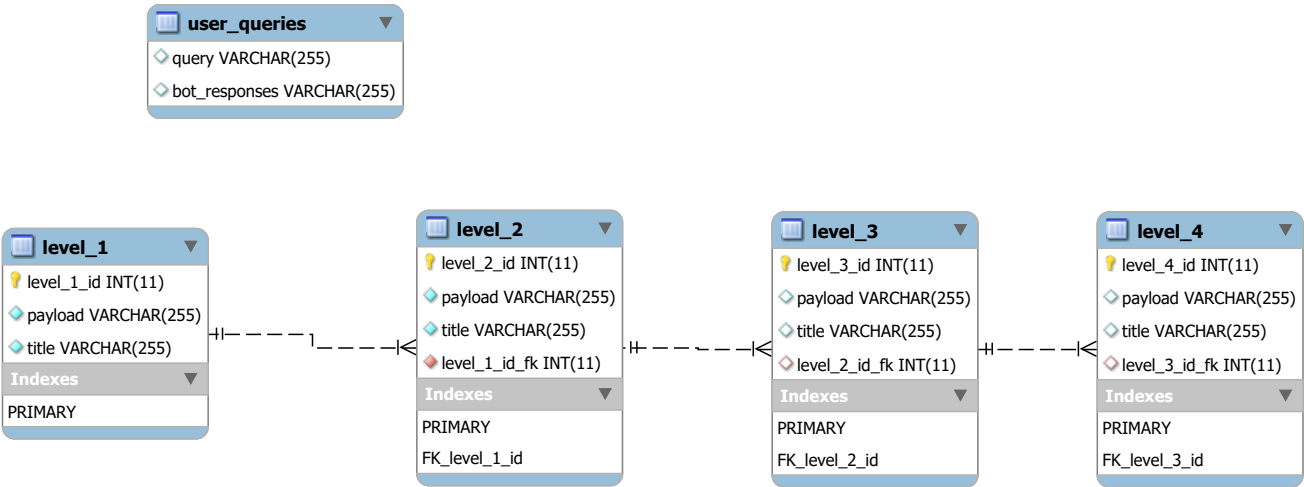 user_queries
query VARCHAR(255)
bot_responses VARCHAR(255)
level_1
level_1_id INT(11)
payload VARCHAR(255)
title VARCHAR(255)
Indexes
PRIMARY
level_2
level_2_id INT(11)
payload VARCHAR(255)
title VARCHAR(255)
level_1_id_fk INT(11)
Indexes
PRIMARY
FK_level_1_id
level_3
level_3_id INT(11)
payload VARCHAR(255)
title VARCHAR(255)
level_2_id_fk INT(11)
Indexes
PRIMARY
FK_level_2_id
level_4
level_4_id INT(11)
payload VARCHAR(255)
title VARCHAR(255)
level_3_id_fk INT(11)
Indexes
PRIMARY
FK_level_3_id